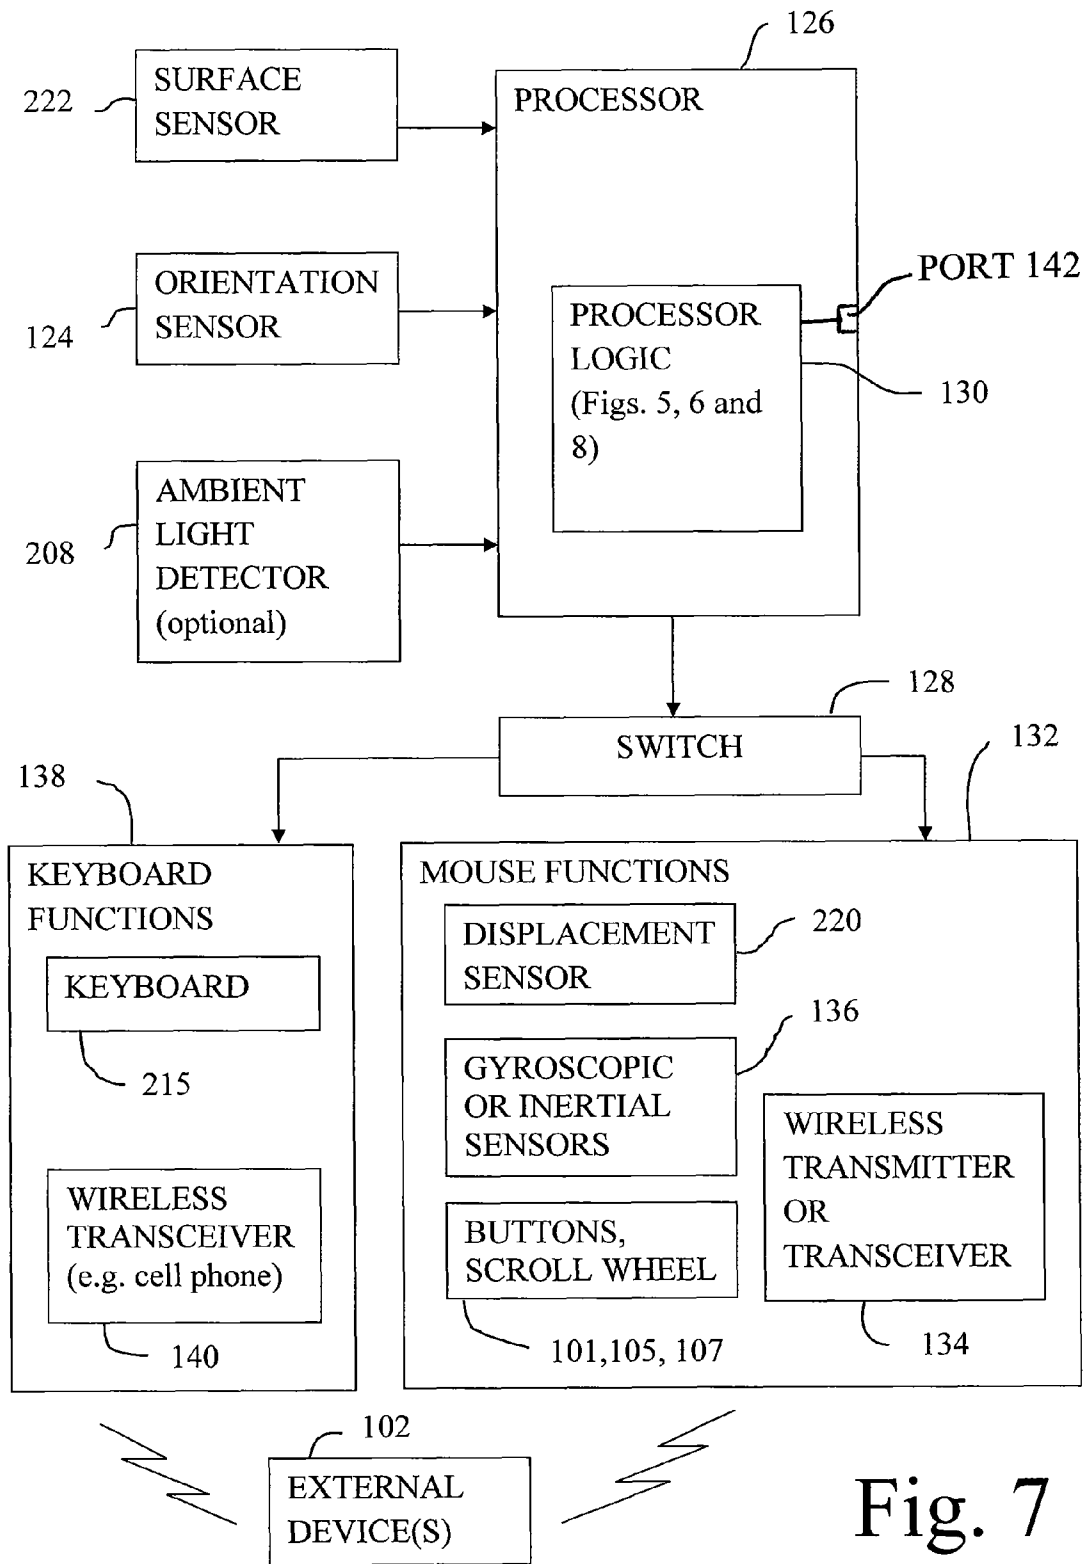 126
SURFACE
SENSOR
222
PROCESSOR
ORIENTATION
SENSOR
124
PORT 142
PROCESSOR
LOGIC
(Figs. 5, 6 and
8)
130
AMBIENT
LIGHT
DETECTOR
(optional)
208
128
SWITCH
132
138
KEYBOARD
FUNCTIONS
KEYBOARD
215
WIRELESS
TRANSCEIVER
(e.g. cell phone)
140
MOUSE FUNCTIONS
DISPLACEMENT
SENSOR
220
136
GYROSCOPIC
OR INERTIAL
SENSORS
BUTTONS,
SCROLL WHEEL
101,105, 107
WIRELESS
TRANSMITTER
OR
TRANSCEIVER
134
102
EXTERNAL
DEVICE(S)
Fig. 7